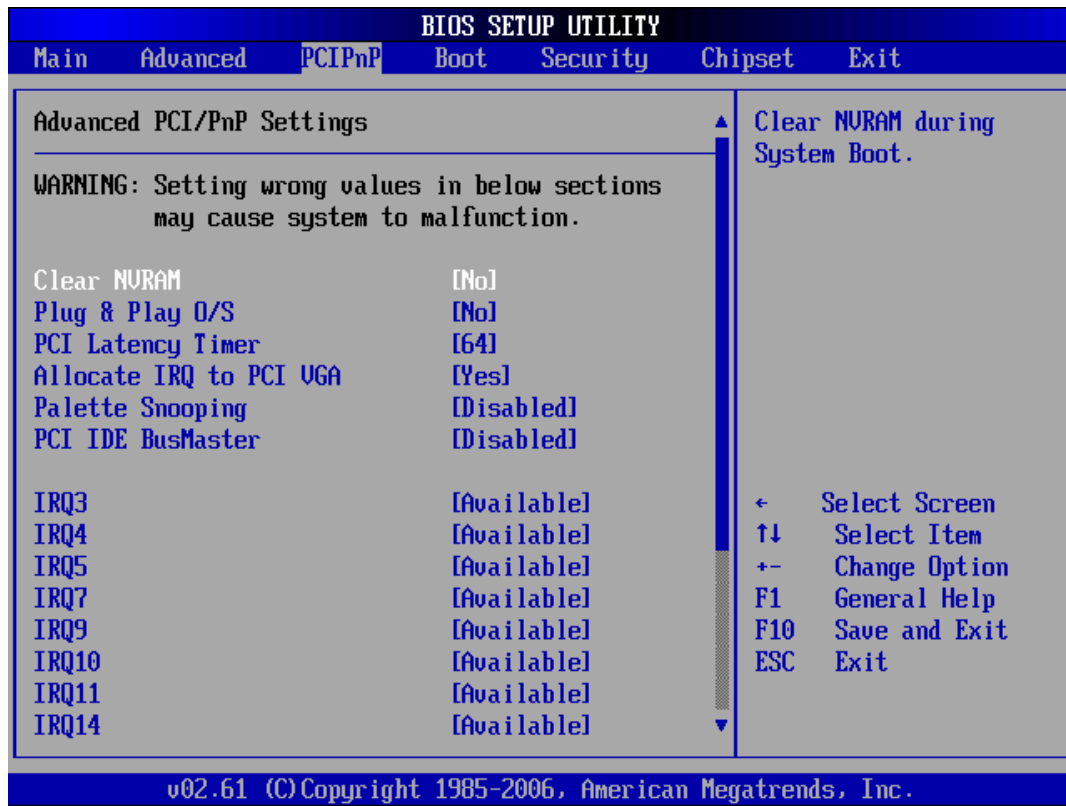 BIOS SETUP UTILITY
Main Advanced PCIPnP Boot Security Chipset Exit
Advanced PCI/PnP Settings
WARNING: Setting wrong values in below sections
may cause system to malfunction.
Clear NVRAM [No]
Plug & Play O/S [No]
PCI Latency Timer [64]
Allocate IRQ to PCI VGA [Yes]
Palette Snooping [Disabled]
PCI IDE BusMaster [Disabled]
IRQ3 [Available]
IRQ4 [Available]
IRQ5 [Available]
IRQ7 [Available]
IRQ9 [Available]
IRQ10 [Available]
IRQ11 [Available]
IRQ14 [Available]
Clear NVRAM during
System Boot.
← Select Screen
↑↓ Select Item
+- Change Option
F1 General Help
F10 Save and Exit
ESC Exit
v02.61 (C)Copyright 1985-2006, American Megatrends, Inc.